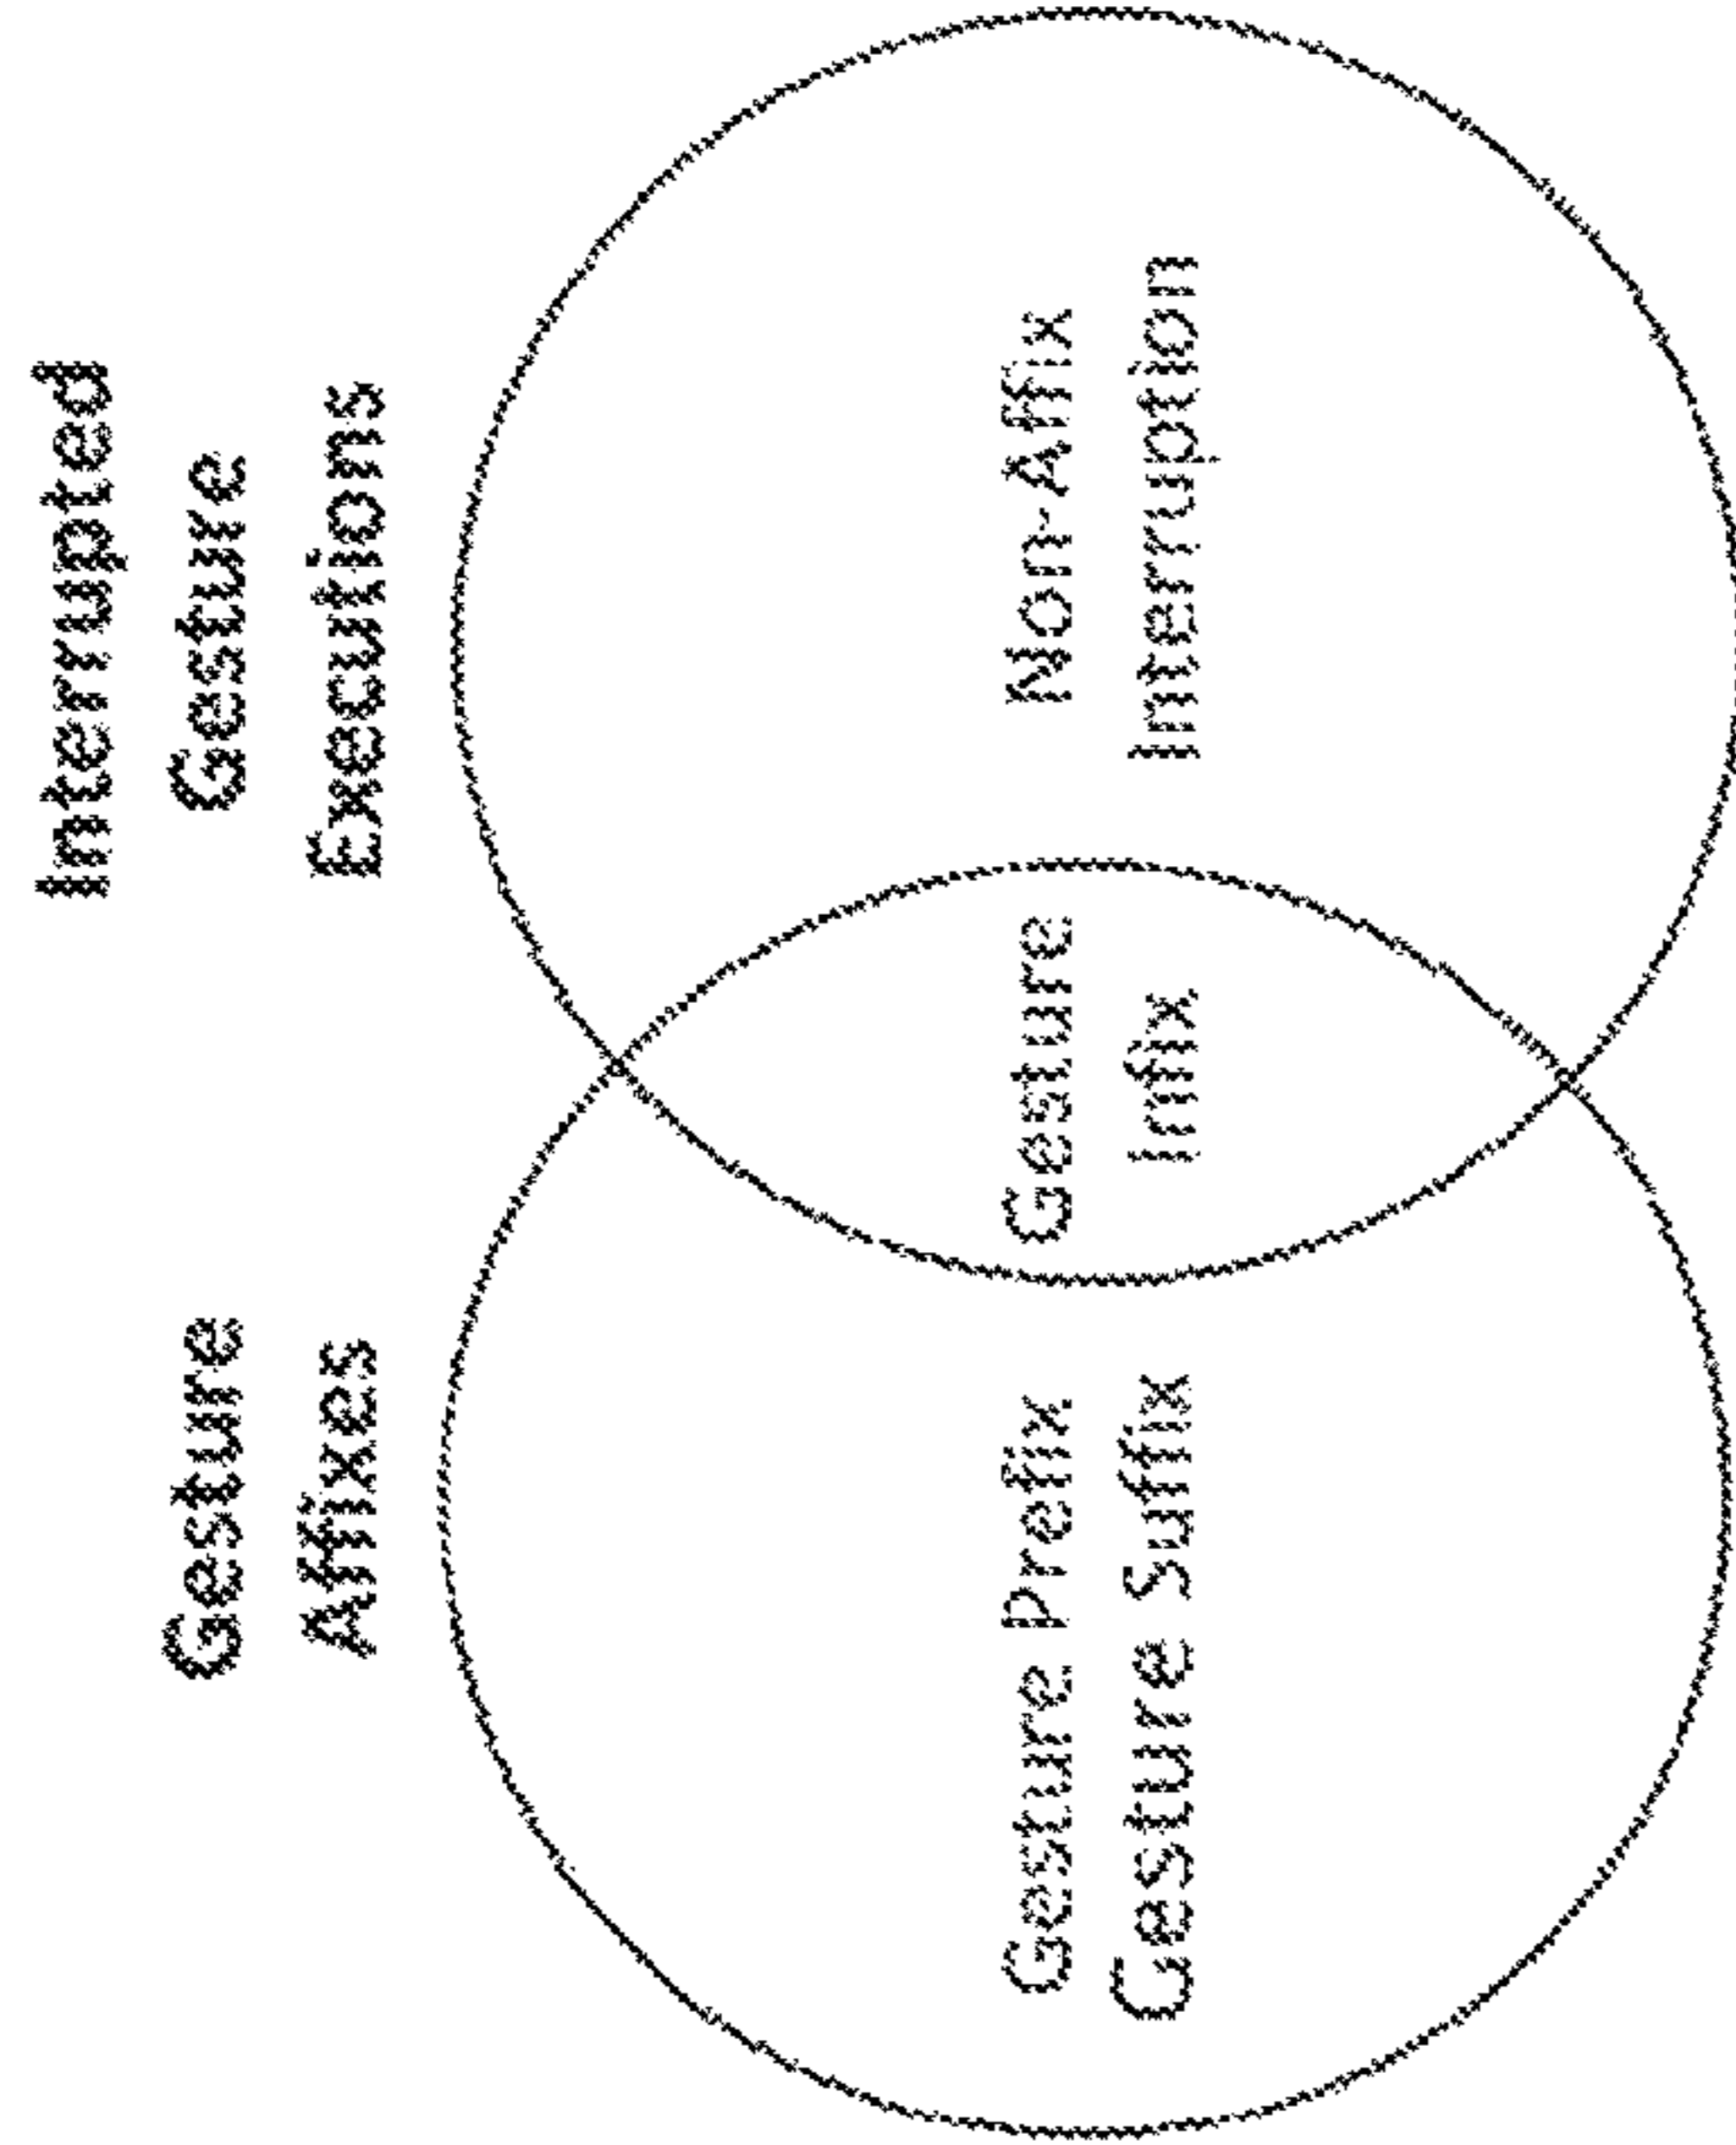 Gesture
Affixes
Interrupted
Gesture
Executions
Gesture Prefix
Gesture Suffix
Gesture
Infix
Non-Affix
Interruption